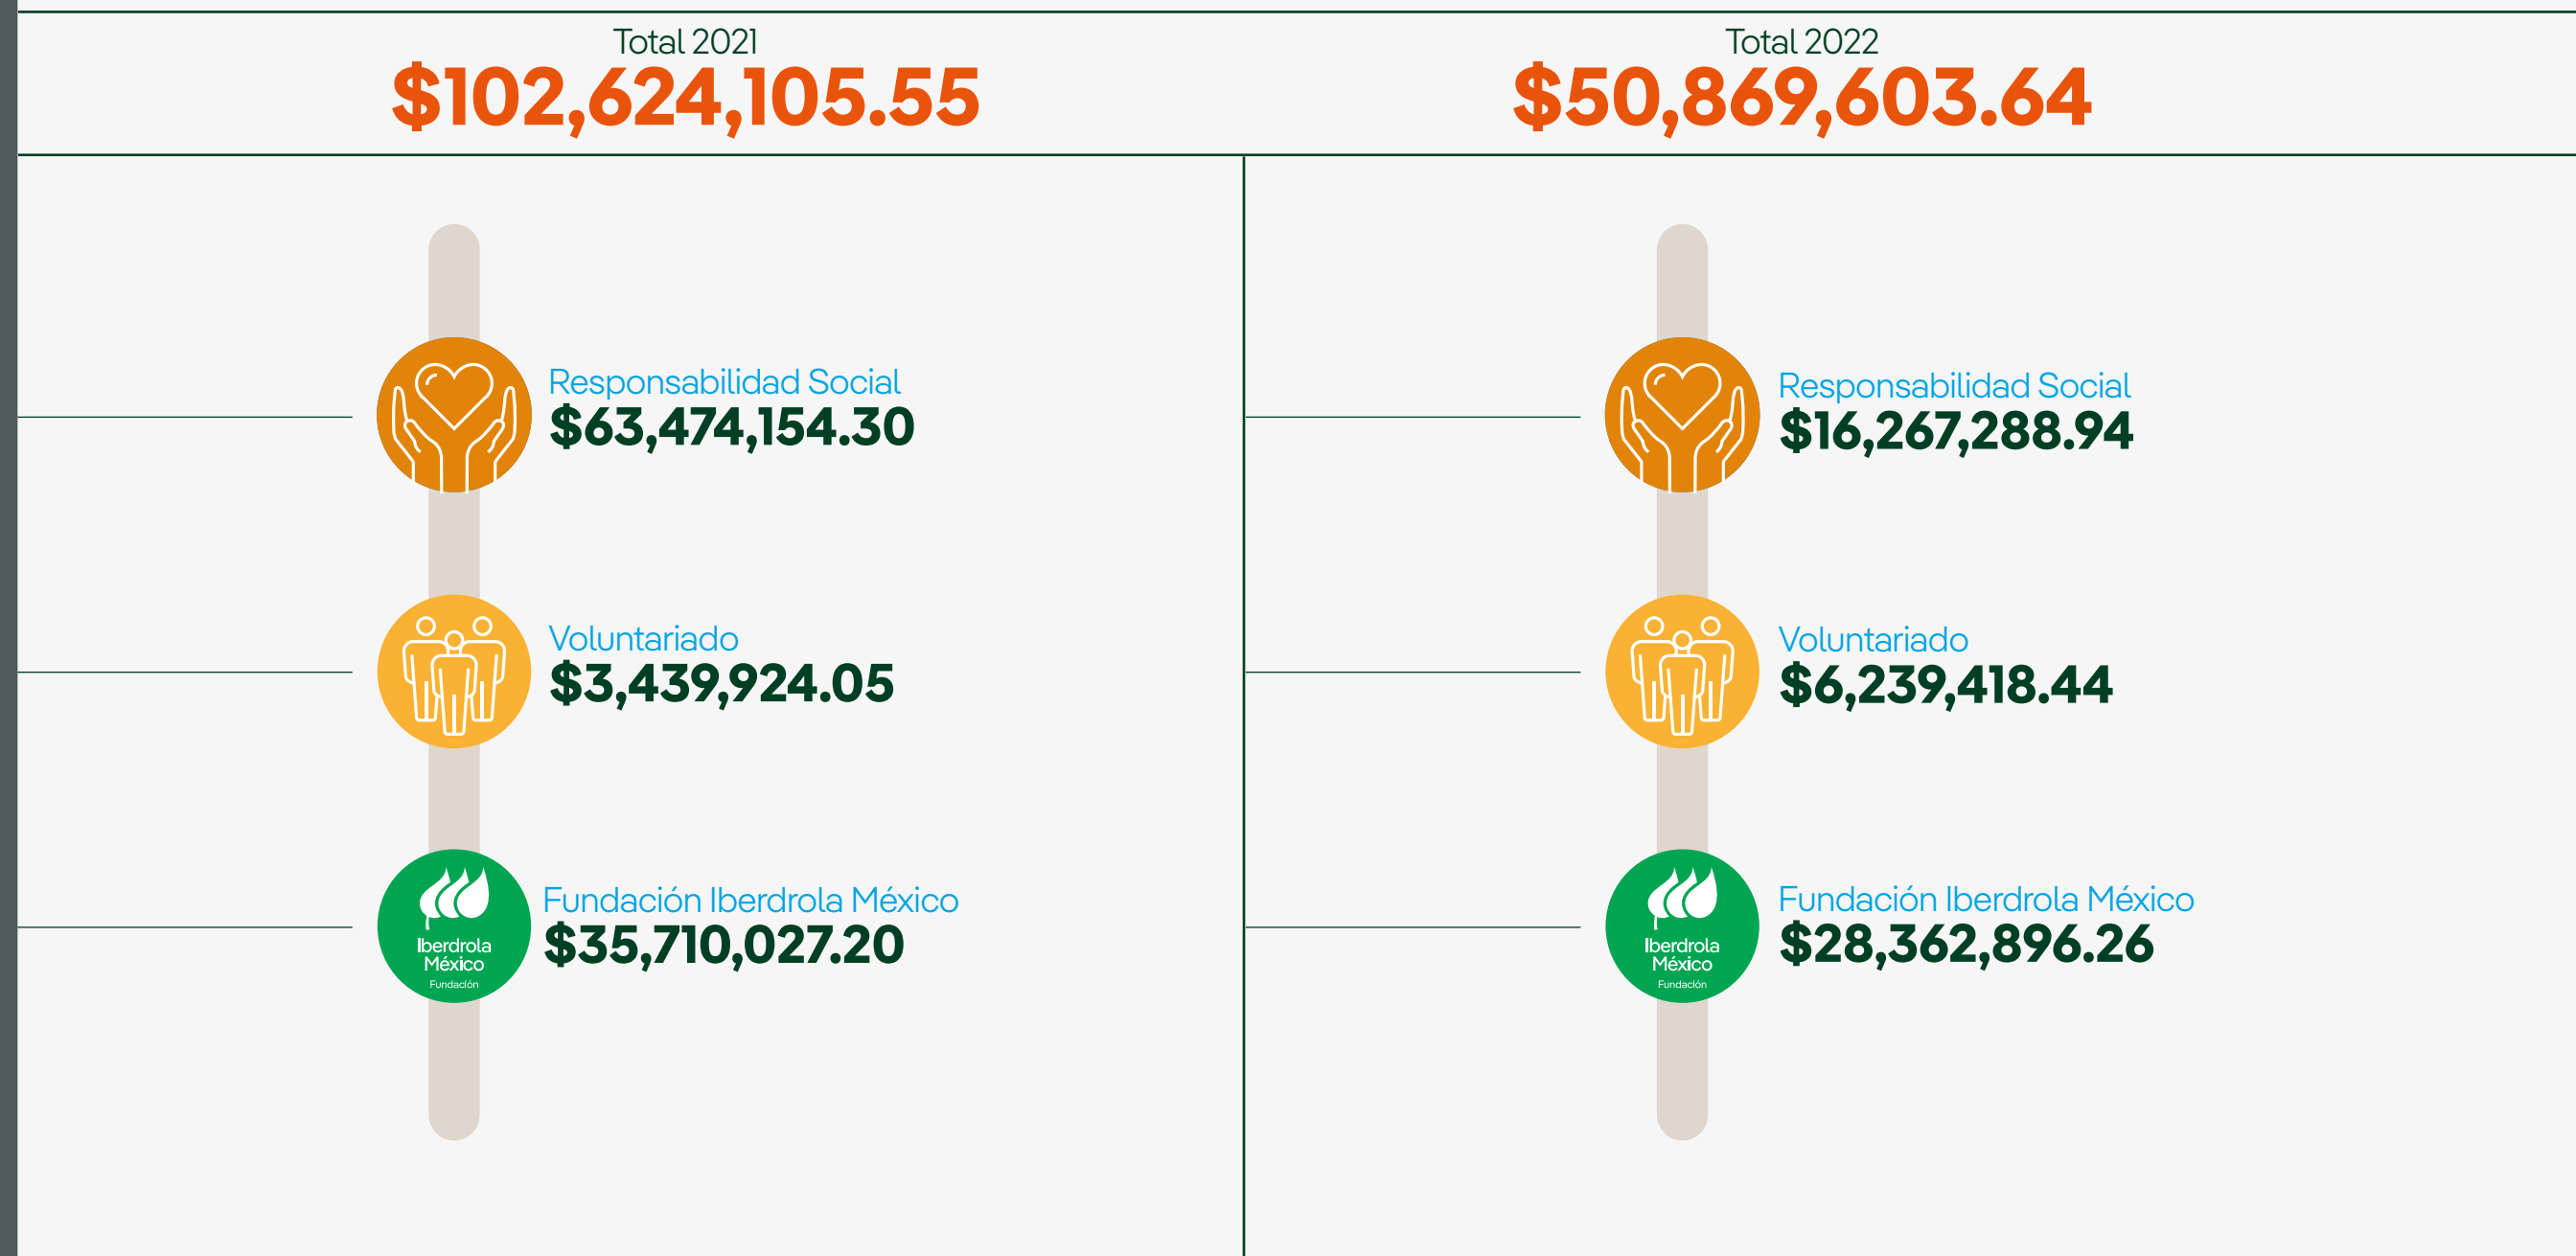 Total 2021
$102,624,105.55
Responsabilidad Social
$63,474,154.30
Voluntariado
$3,439,924.05
Iberdrola
México
Fundación
Fundación Iberdrola México
$35,710,027.20
Total 2022
$50,869,603.64
Responsabilidad Social
$16,267,288.94
Voluntariado
$6,239,418.44
Iberdrola
México
Fundación
Fundación Iberdrola México
$28,362,896.26